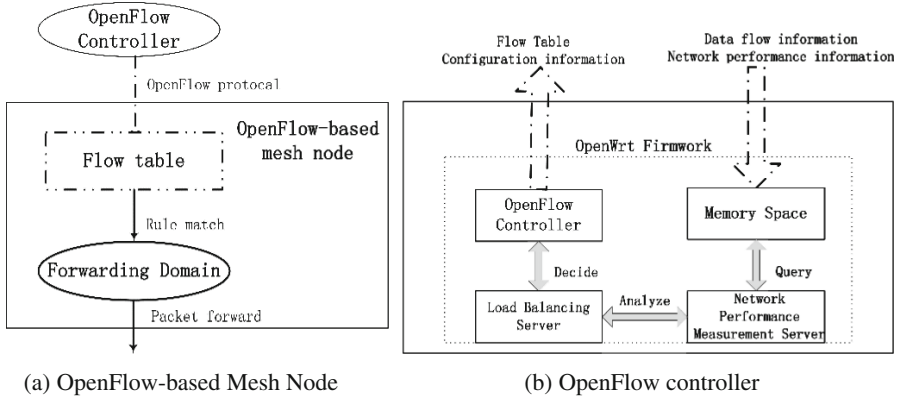 OpenFlow
Controller
OpenFlow protocal
OpenFlow-based
mesh node
Flow table
Rule match
Forwarding Domain
Packet forward
(a) OpenFlow-based Mesh Node
Flow Table
Configuration information
Data flow information
Network performance information
OpenWrt Firmwork
OpenFlow
Controller
Memory Space
Decide
Query
Load Balancing
Server
Analyze
Network
Performance
Measurement Server
(b) OpenFlow controller